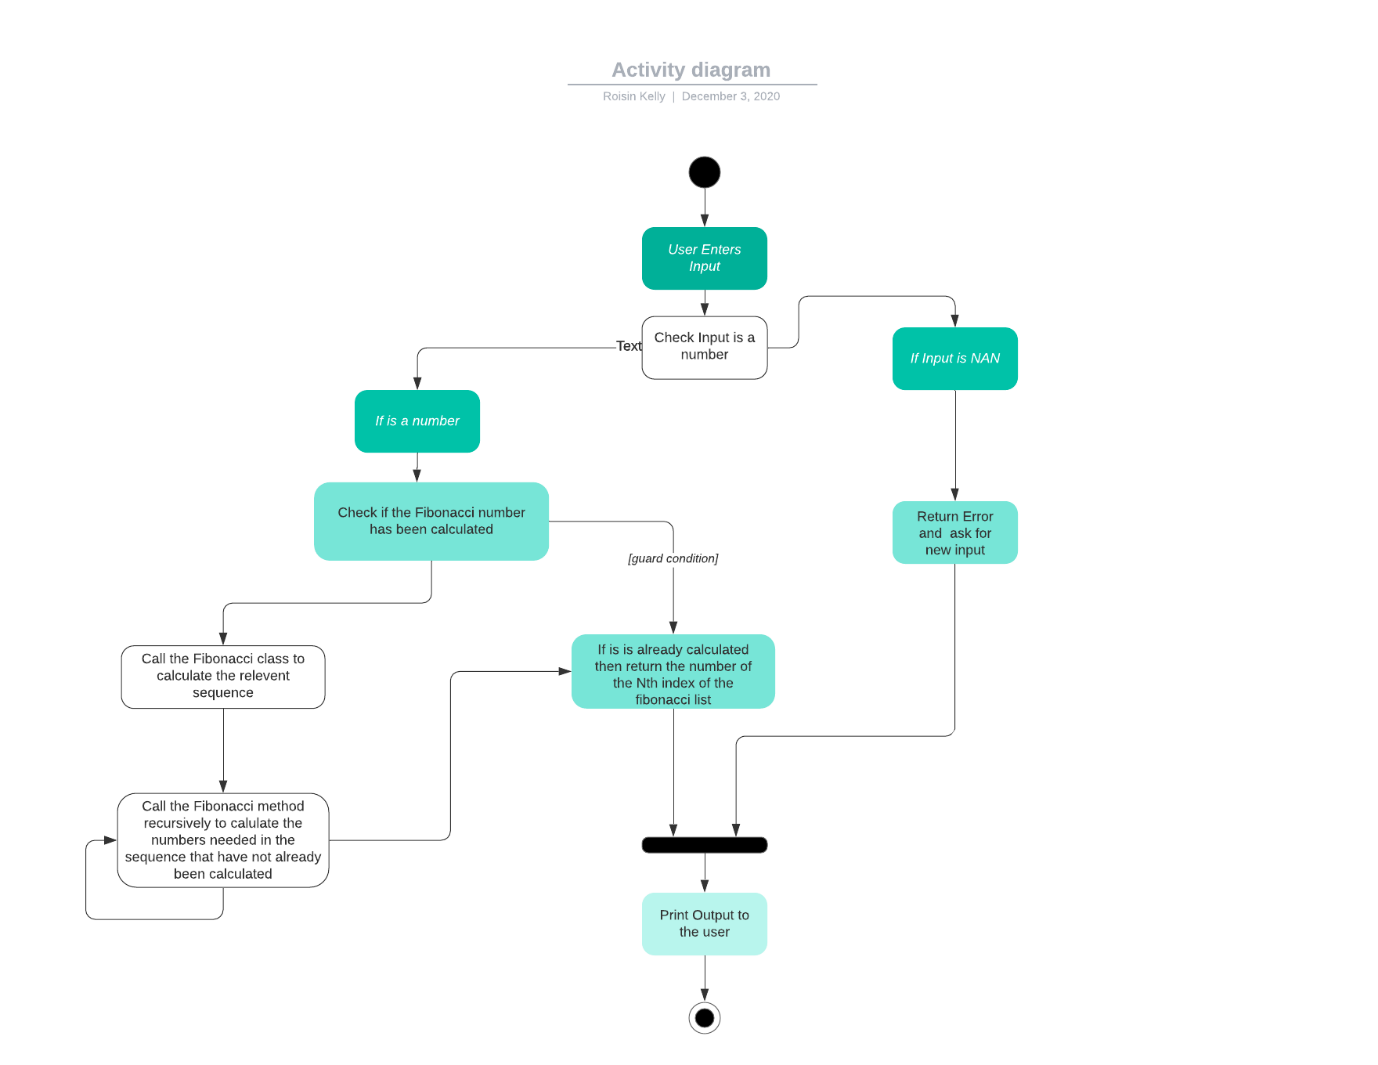 Activity diagram
Roisin Kelly | December 3, 2020
User Enters
Input
Check Input is a
number
Text
If Input is NAN
If is a number
Check if the Fibonacci number
has been calculated
[guard condition]
Return Error
and ask for
new input
Call the Fibonacci class to
calculate the relevent
sequence
If is is already calculated
then return the number of
the Nth index of the
fibonacci list
Call the Fibonacci method
recursively to calulate the
numbers needed in the
sequence that have not already
been calculated
Print Output to
the user